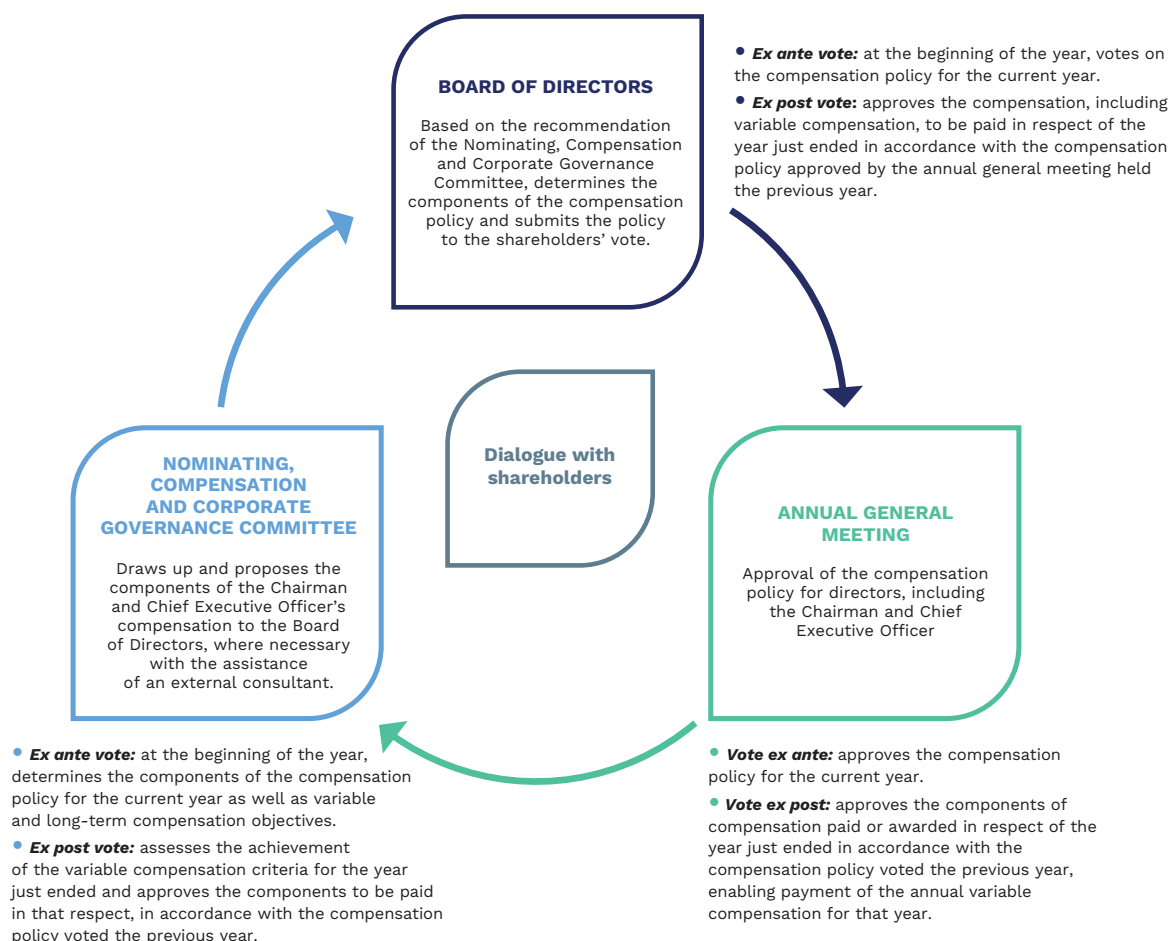 BOARD OF DIRECTORS
Based on the recommendation
of the Nominating, Compensation
and Corporate Governance
Committee, determines the
components of the compensation
policy and submits the policy
to the shareholders’ vote.
• Ex ante vote: at the beginning of the year, votes on
the compensation policy for the current year.
• Ex post vote: approves the compensation, including
variable compensation, to be paid in respect of the
year just ended in accordance with the compensation
policy approved by the annual general meeting held
the previous year.
Dialogue with
shareholders
NOMINATING,
COMPENSATION
AND CORPORATE
GOVERNANCE COMMITTEE
Draws up and proposes the
components of the Chairman
and Chief Executive Officer’s
compensation to the Board
of Directors, where necessary
with the assistance
of an external consultant.
• Ex ante vote: at the beginning of the year,
determines the components of the compensation
policy for the current year as well as variable
and long-term compensation objectives.
• Ex post vote: assesses the achievement
of the variable compensation criteria for the year
just ended and approves the components to be paid
in that respect, in accordance with the compensation
policy voted the previous year.
ANNUAL GENERAL
MEETING
Approval of the compensation
policy for directors, including
the Chairman and Chief
Executive Officer
• Vote ex ante: approves the compensation
policy for the current year.
• Vote ex post: approves the components of
compensation paid or awarded in respect of the
year just ended in accordance with the
compensation policy voted the previous year,
enabling payment of the annual variable
compensation for that year.